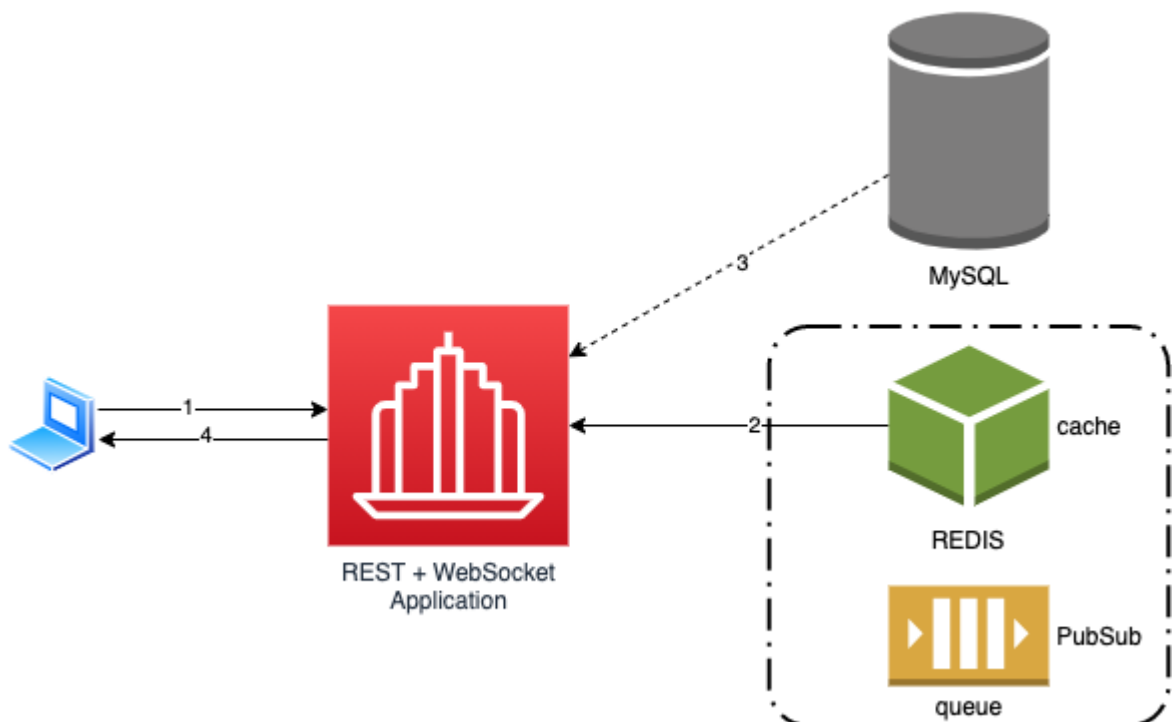 MySQL
3
1
4
2
cache
REDIS
REST + WebSocket
Application
PubSub
queue